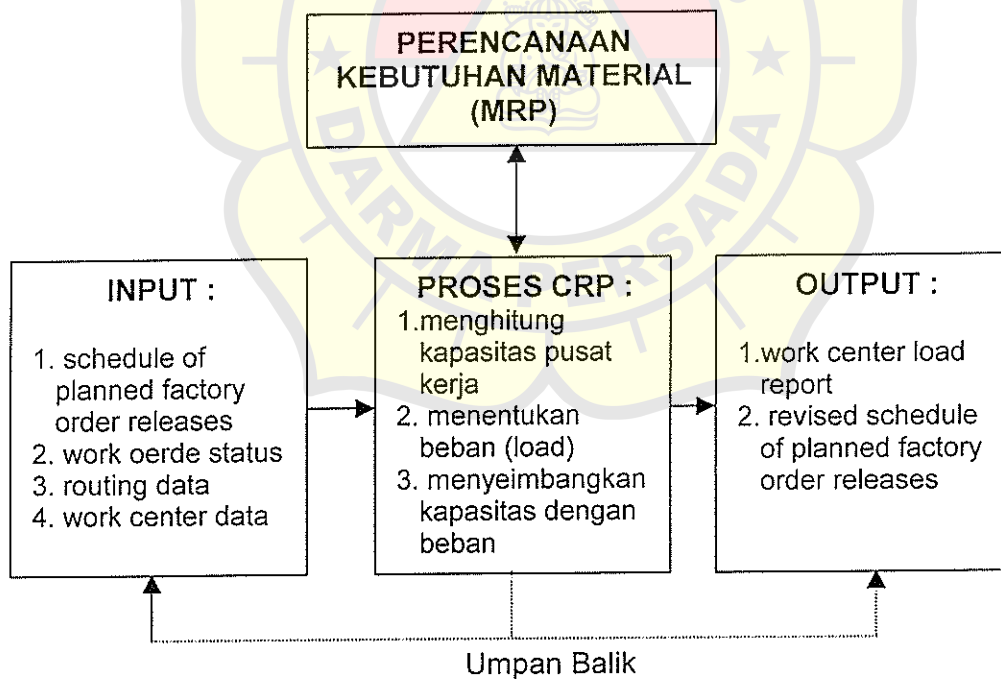 PERENCANAAN
KEBUTUHAN MATERIAL
(MRP)
DARMA PERSADA
INPUT :
1. schedule of
planned factory
order releases
2. work oerde status
3. routing data
4. work center data
PROSES CRP :
1.menghitung
kapasitas pusat
kerja
2. menentukan
beban (load)
3. menyeimbangkan
kapasitas dengan
beban
OUTPUT :
1.work center load
report
2. revised schedule
of planned factory
order releases
Umpan Balik